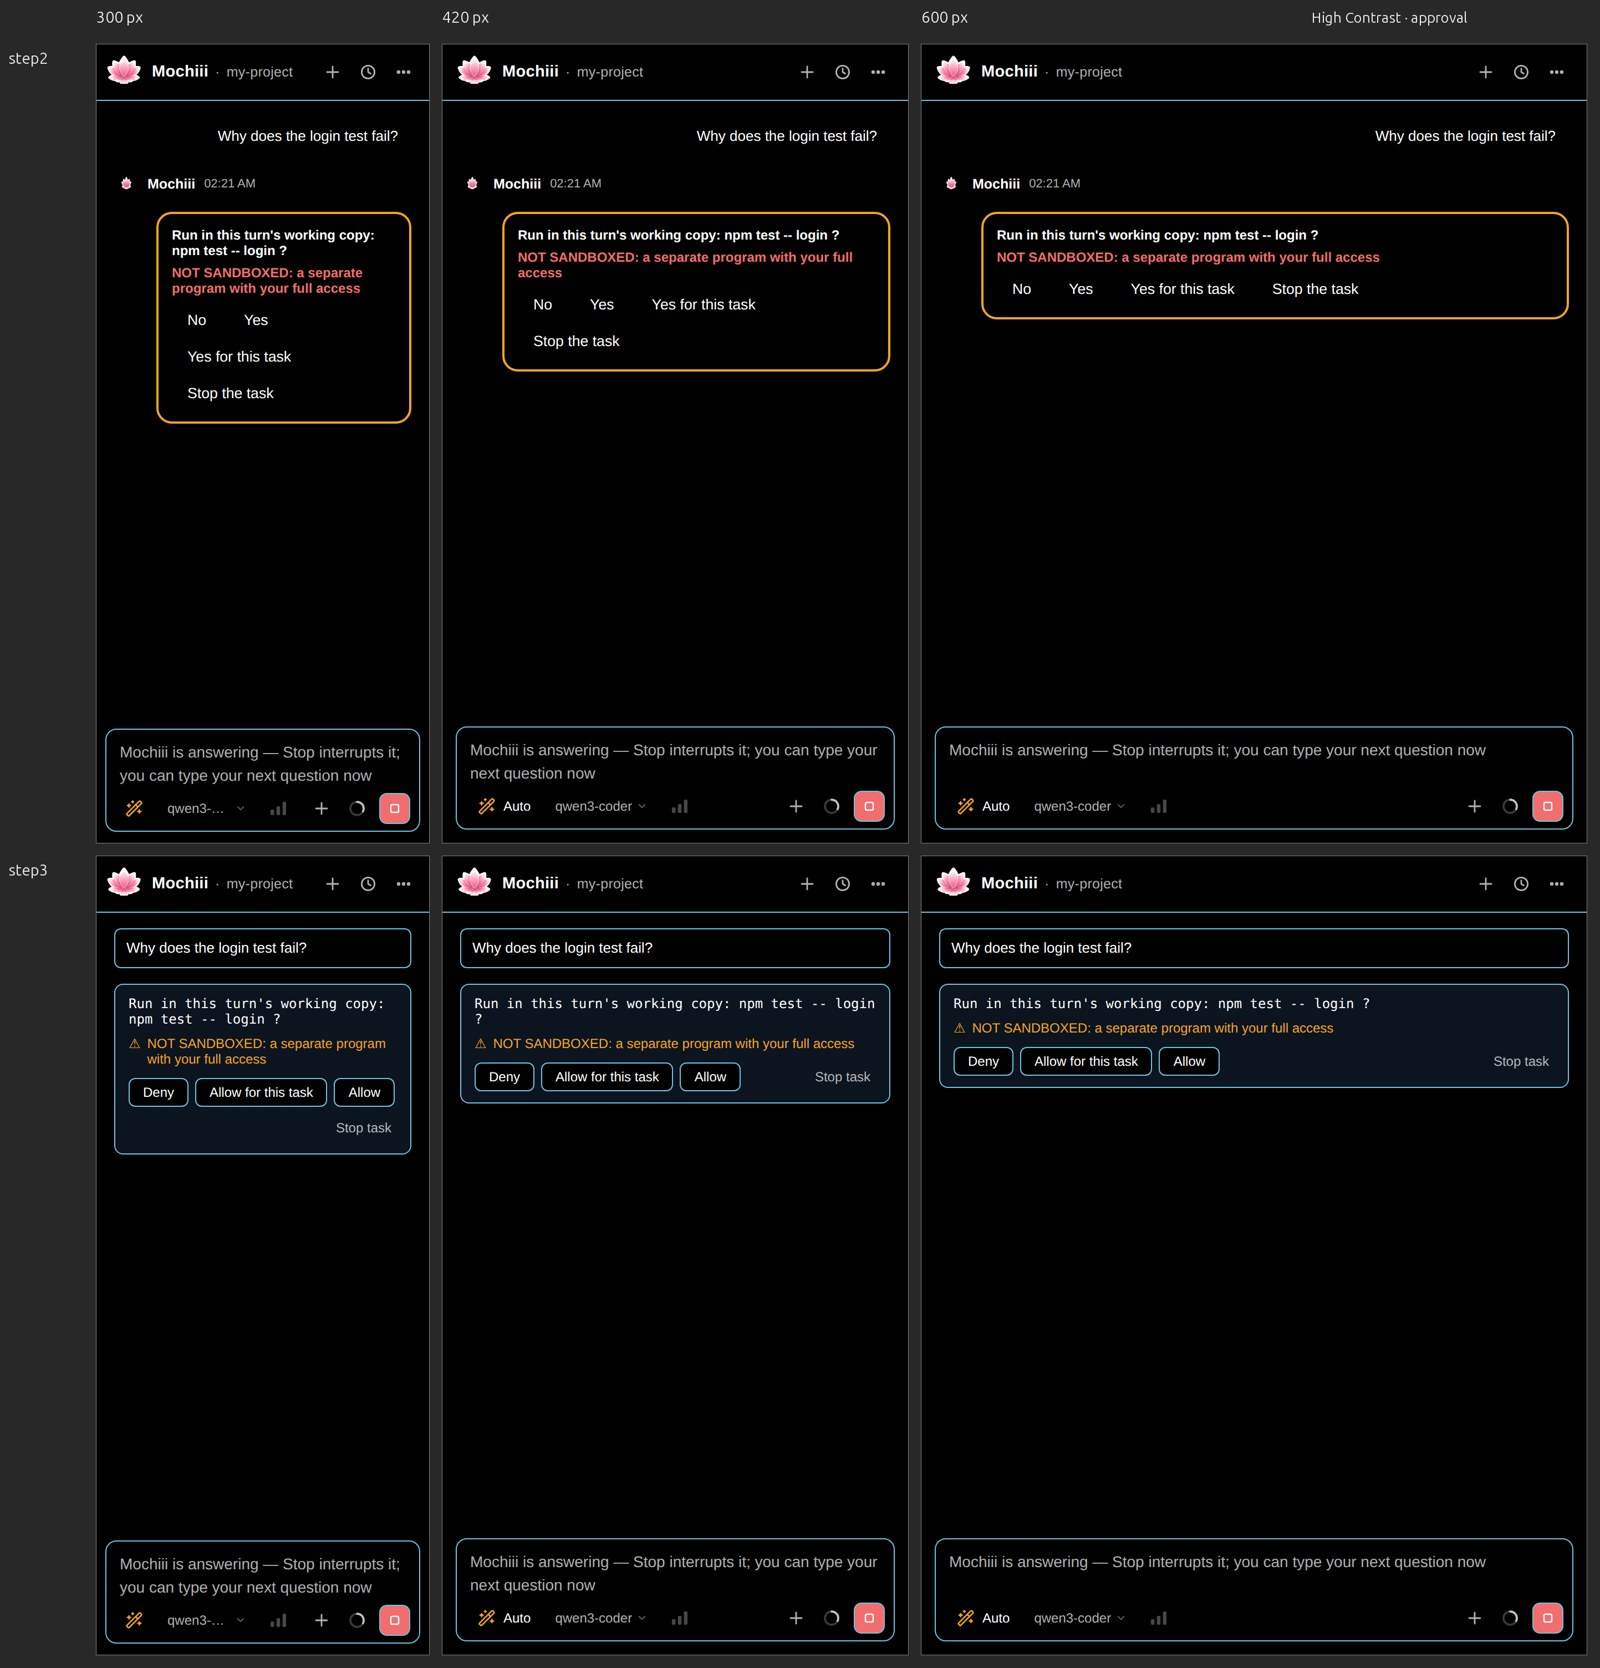 300 px
420 px
600 px
High Contrast · approval
step2
Mochiii · my-project
Why does the login test fail?
Mochiii 02:21 AM
Run in this turn's working copy:
npm test -- login ?
NOT SANDBOXED: a separate
program with your full access
No Yes
Yes for this task
Stop the task
Mochiii is answering — Stop interrupts it;
you can type your next question now
qwen3-...
Mochiii · my-project
Why does the login test fail?
Mochiii 02:21 AM
Run in this turn's working copy: npm test -- login ?
NOT SANDBOXED: a separate program with your full
access
No Yes Yes for this task
Stop the task
Mochiii is answering — Stop interrupts it; you can type your
next question now
Auto qwen3-coder
Mochiii · my-project
Why does the login test fail?
Mochiii 02:21 AM
Run in this turn's working copy: npm test -- login ?
NOT SANDBOXED: a separate program with your full access
No Yes Yes for this task Stop the task
Mochiii is answering — Stop interrupts it; you can type your next question now
Auto qwen3-coder
step3
Mochiii · my-project
Why does the login test fail?
Run in this turn's working copy:
npm test -- login ?
⚠ NOT SANDBOXED: a separate program
with your full access
Deny Allow for this task Allow
Stop task
Mochiii is answering — Stop interrupts it;
you can type your next question now
qwen3-...
Mochiii · my-project
Why does the login test fail?
Run in this turn's working copy: npm test -- login
?
⚠ NOT SANDBOXED: a separate program with your full access
Deny Allow for this task Allow Stop task
Mochiii is answering — Stop interrupts it; you can type your
next question now
Auto qwen3-coder
Mochiii · my-project
Why does the login test fail?
Run in this turn's working copy: npm test -- login ?
⚠ NOT SANDBOXED: a separate program with your full access
Deny Allow for this task Allow Stop task
Mochiii is answering — Stop interrupts it; you can type your next question now
Auto qwen3-coder